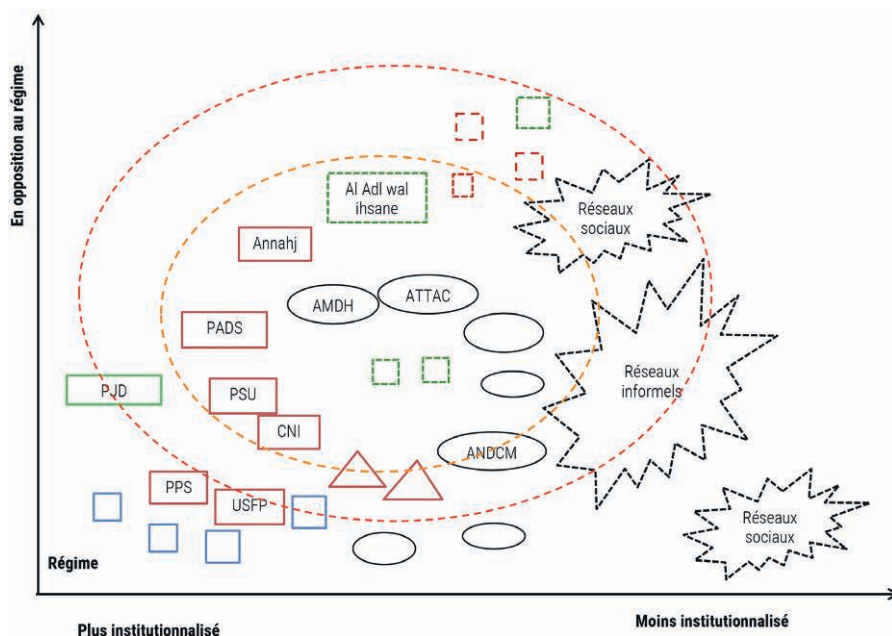 En opposition au régime
Al Adl wal
ihsane
Réseaux
sociaux
Annahj
AMDH
ATTAC
PADS
Réseaux
informels
PJD
PSU
CNI
ANDCM
PPS
USFP
Réseaux
sociaux
Régime
Plus institutionnalisé
Moins institutionnalisé